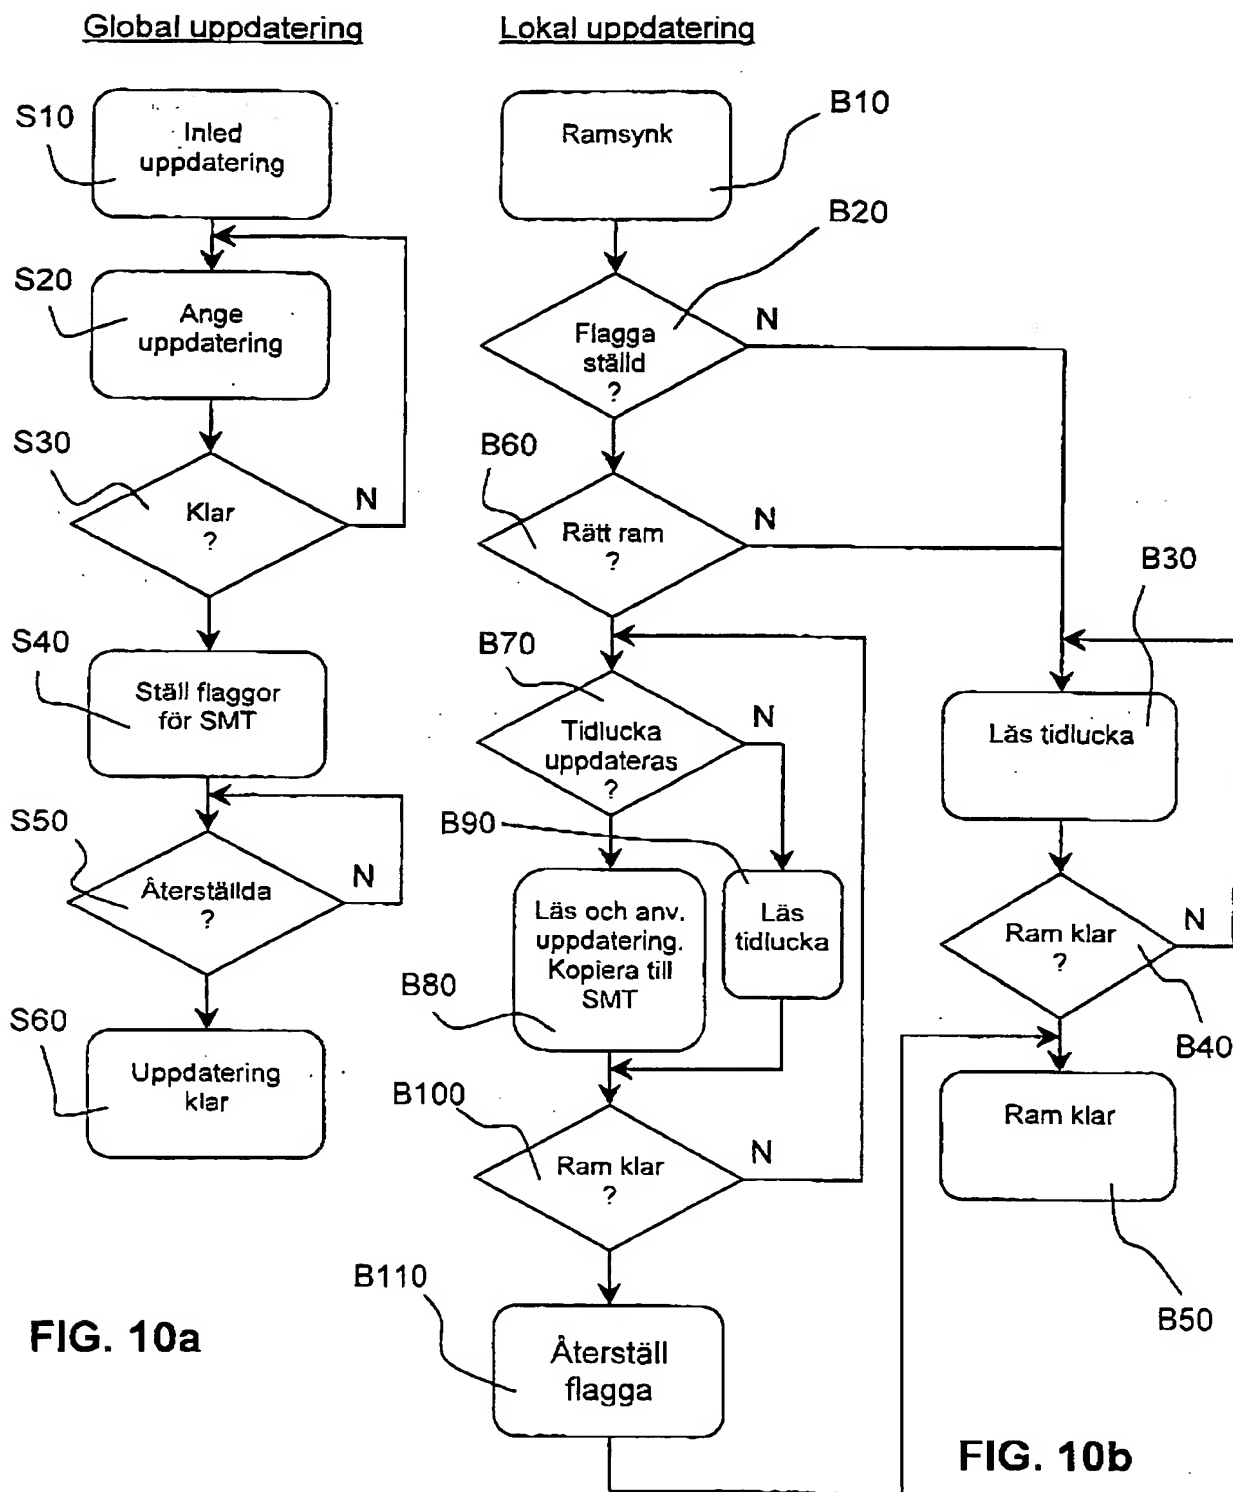 Global uppdatering
S10
Inled
uppdatering
S20
Ange
uppdatering
S30
Klar
?
N
S40
Ställ flaggor
för SMT
S50
Återställda
?
N
S60
Uppdatering
klar
FIG. 10a
Lokal uppdatering
Ramsynk
B10
B20
Flagga
ställd
?
N
B60
Rätt ram
?
N
B70
Tidlucka
uppdateras
?
N
B80
Läs och anv.
uppdatering.
Kopiera till
SMT
B90
Läs
tidlucka
B100
Ram klar
?
N
B110
Återställ
flagga
B30
Läs tidlucka
Ram klar
?
N
B40
Ram klar
B50
FIG. 10b